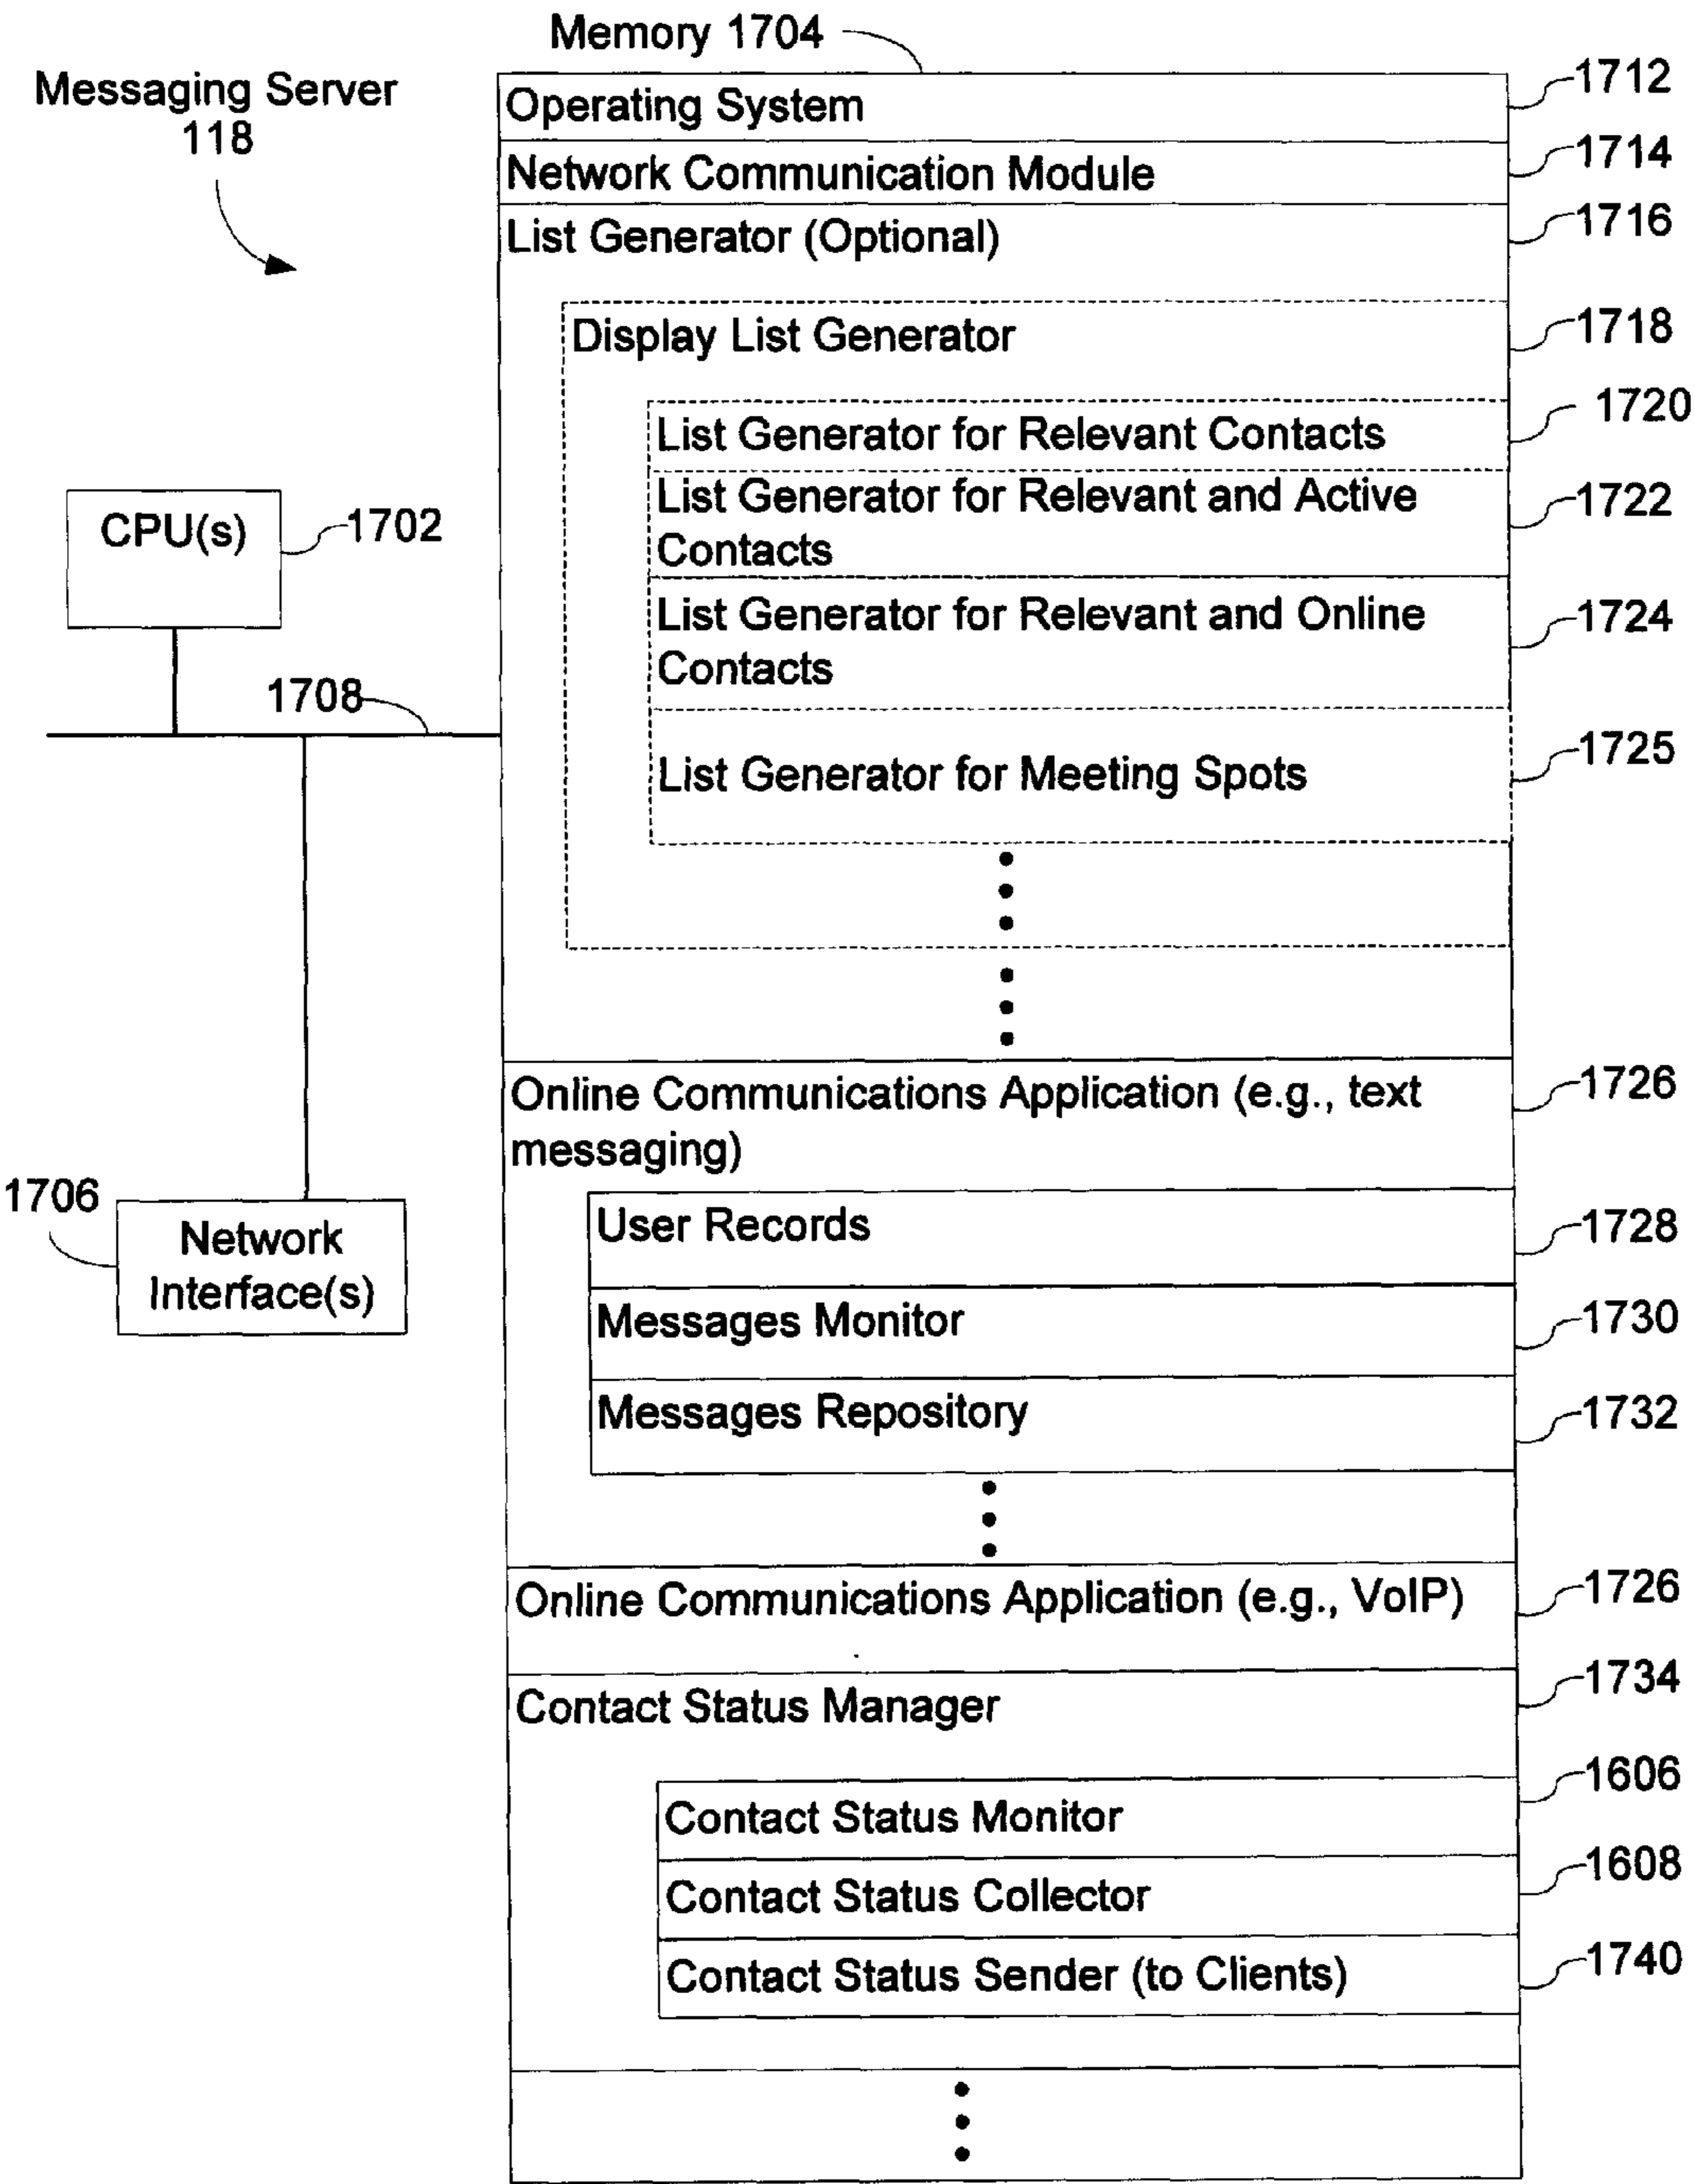 Memory 1704
Messaging Server
118
Operating System
1712
Network Communication Module
1714
List Generator (Optional)
1716
Display List Generator
1718
List Generator for Relevant Contacts
1720
List Generator for Relevant and Active
Contacts
1722
List Generator for Relevant and Online
Contacts
1724
List Generator for Meeting Spots
1725
CPU(s)
1702
1708
1706
Network
Interface(s)
Online Communications Application (e.g., text
messaging)
1726
User Records
1728
Messages Monitor
1730
Messages Repository
1732
Online Communications Application (e.g., VoIP)
1726
Contact Status Manager
1734
Contact Status Monitor
1606
Contact Status Collector
1608
Contact Status Sender (to Clients)
1740